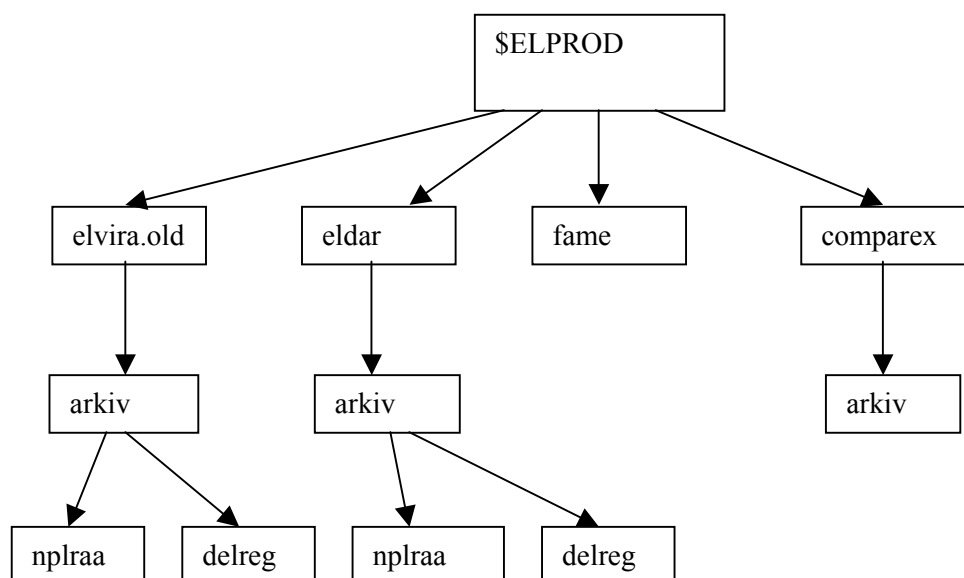 $ELPROD
elvira.old
eldar
fame
comparex
arkiv
arkiv
arkiv
nplraa
delreg
nplraa
delreg